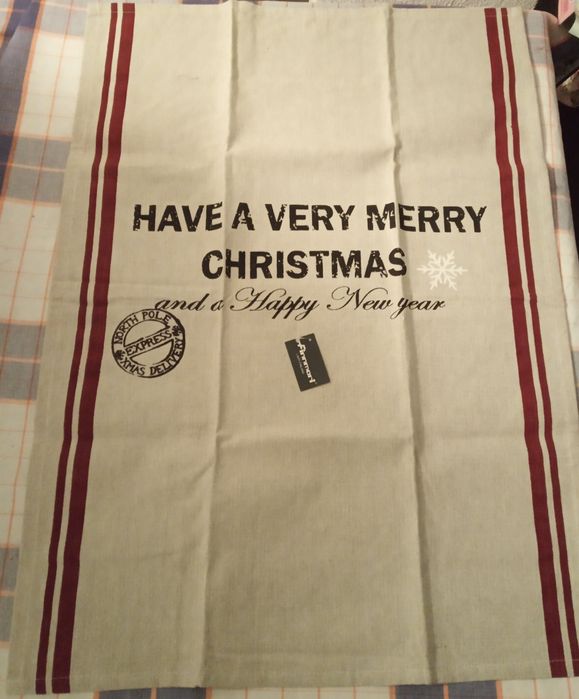 HAVE A VERY MERRY
CHRISTMAS
and a Happy New year
NORTH POLE
EXPRESS
XMAS DELIVERY